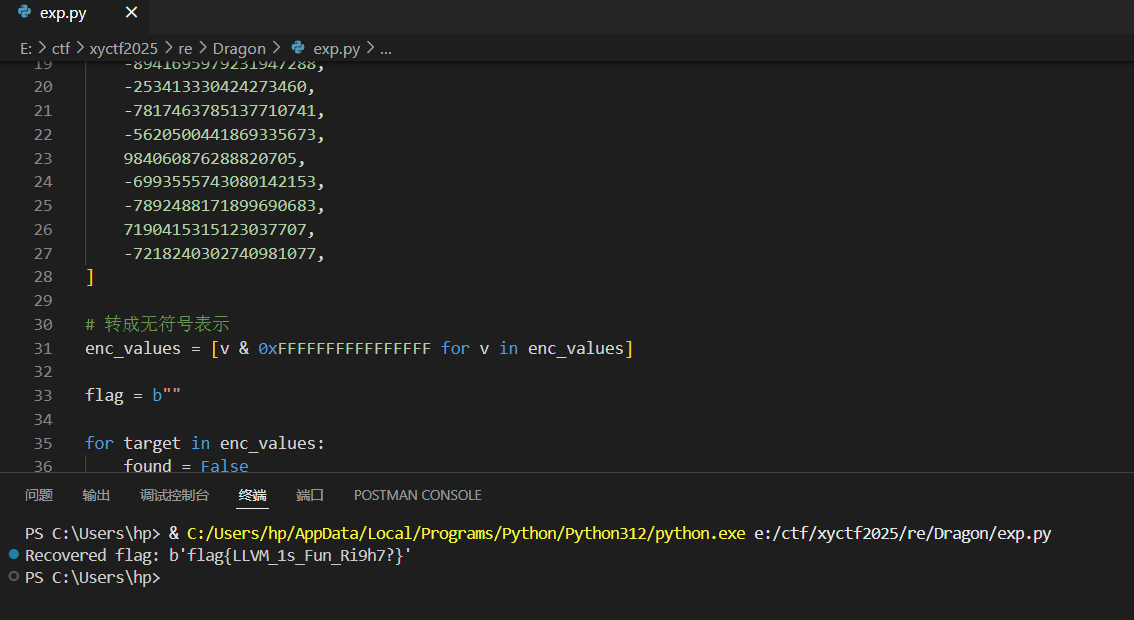 exp.py ×
E: > ctf > xyctf2025 > re > Dragon > exp.py > ...
19 -8941695979231947288,
20 -253413330424273460,
21 -7817463785137710741,
22 -5620500441869335673,
23 984060876288820705,
24 -6993555743080142153,
25 -7892488171899690683,
26 7190415315123037707,
27 -7218240302740981077,
28 ]
29
30 # 转成无符号表示
31 enc_values = [v & 0xFFFFFFFFFFFFFFFF for v in enc_values]
32
33 flag = b""
34
35 for target in enc_values:
36 found = False
问题 输出 调试控制台 终端 端口 POSTMAN CONSOLE
PS C:\Users\hp> & C:/Users/hp/AppData/Local/Programs/Python/Python312/python.exe e:/ctf/xyctf2025/re/Dragon/exp.py
Recovered flag: b'flag{LLVM_1s_Fun_Ri9h7?}'
PS C:\Users\hp>